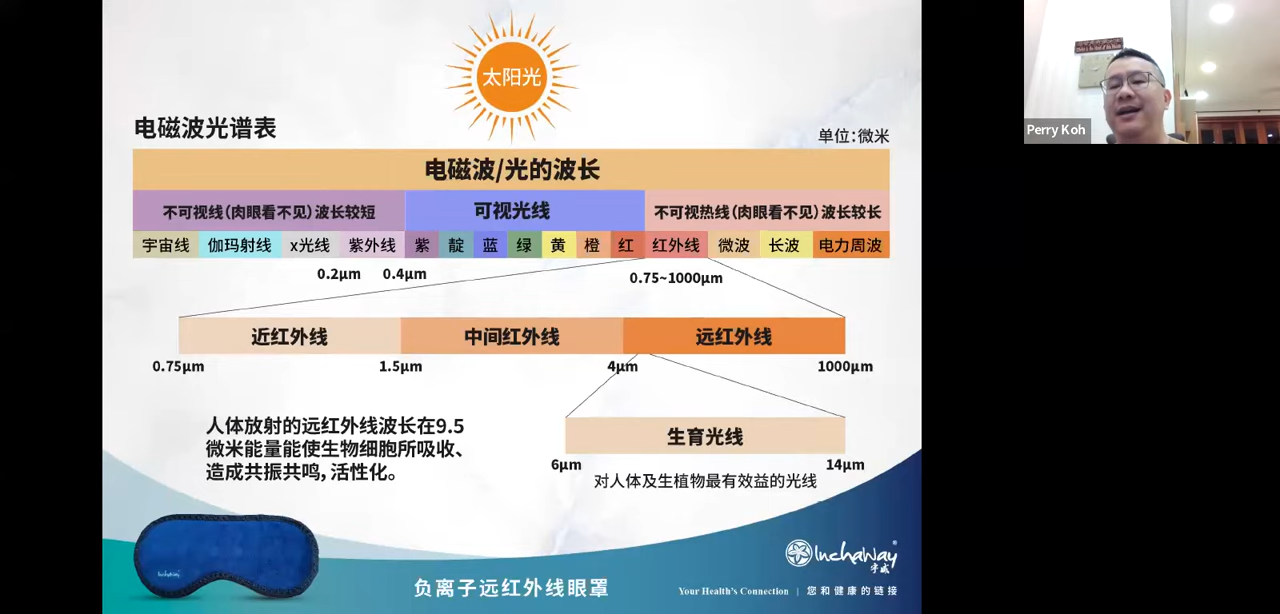 太阳光
电磁波光谱表
单位:微米
电磁波/光的波长
不可视线(肉眼看不见)波长较短
可视光线
不可视热线(肉眼看不见)波长较长
宇宙线 伽玛射线 x光线 紫外线 紫 靛 蓝 绿 黄 橙 红 红外线 微波 长波 电力周波
0.2μm 0.4μm 0.75~1000μm
近红外线 中间红外线 远红外线
0.75μm 1.5μm 4μm 1000μm
人体放射的远红外线波长在9.5
微米能量能使生物细胞所吸收、
造成共振共鸣,活性化。
生育光线
6μm 14μm
对人体及生植物最有效益的光线
Inchaway
负离子远红外线眼罩
Inchaway®
宇威
Your Health's Connection | 您和健康的链接
Perry Koh